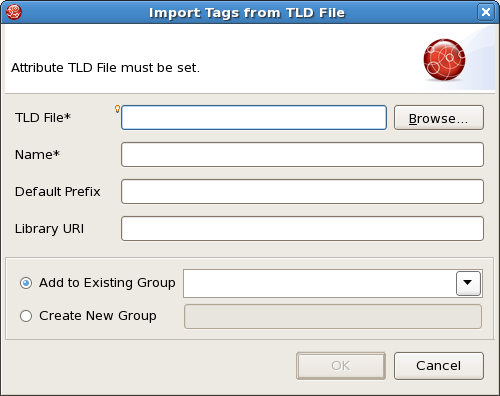 Import Tags from TLD File
Attribute TLD File must be set.
TLD File*
Browse...
Name*
Default Prefix
Library URI
Add to Existing Group
Create New Group
OK
Cancel